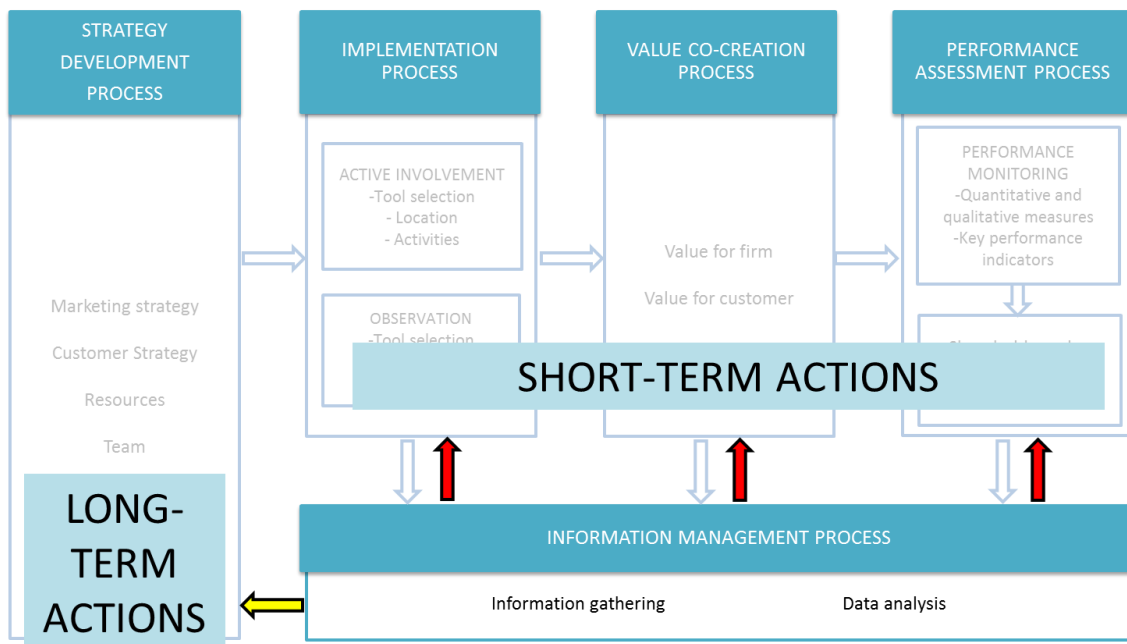 STRATEGY
DEVELOPMENT
PROCESS
IMPLEMENTATION
PROCESS
VALUE CO-CREATION
PROCESS
PERFORMANCE
ASSESSMENT PROCESS
Marketing strategy
Customer Strategy
Resources
Team
LONG-
TERM
ACTIONS
ACTIVE INVOLVEMENT
-Tool selection
- Location
- Activities
OBSERVATION
-Tool selection
Value for firm
Value for customer
PERFORMANCE
MONITORING
-Quantitative and
qualitative measures
-Key performance
indicators
SHORT-TERM ACTIONS
INFORMATION MANAGEMENT PROCESS
Information gathering
Data analysis